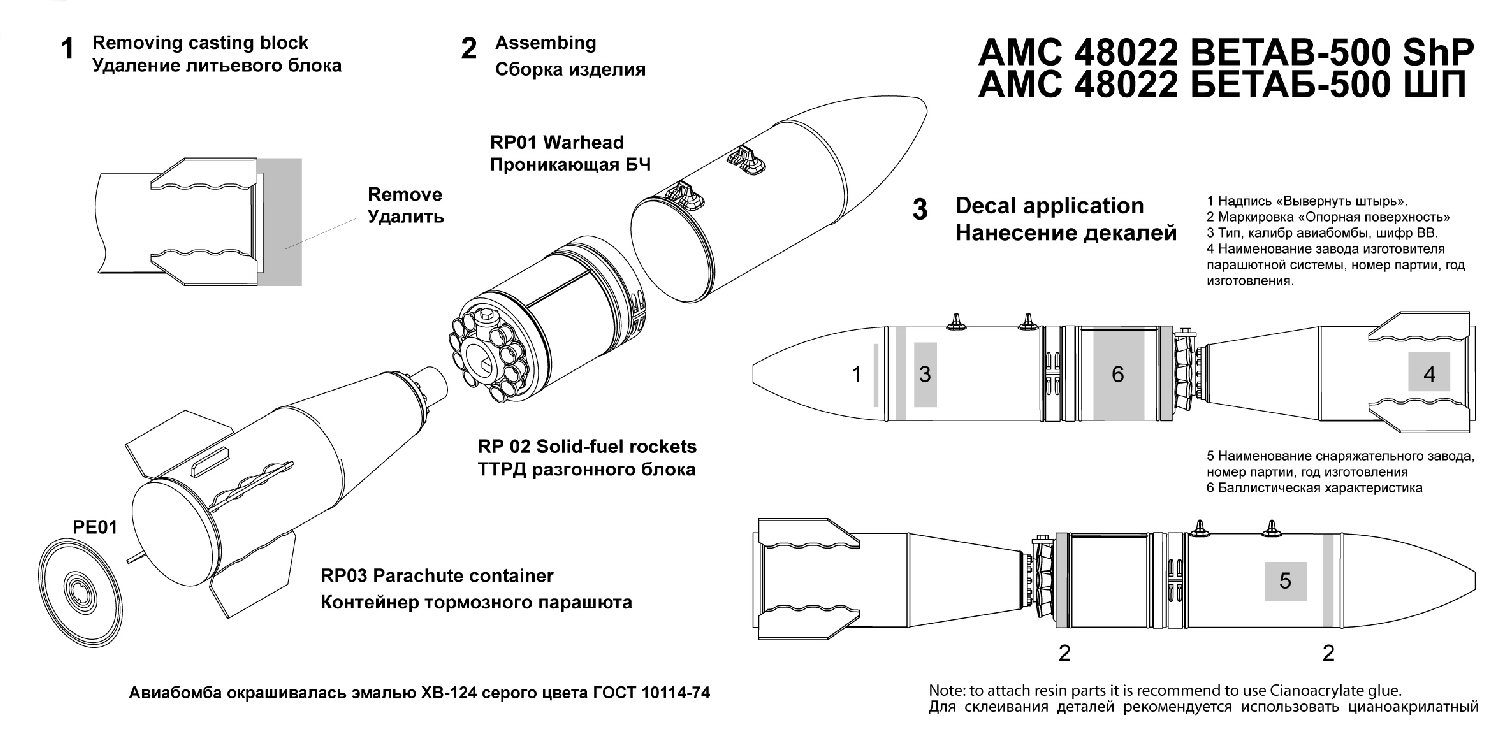 1
Removing casting block
Удаление литьевого блока
2
Assembing
Сборка изделия
AMC 48022 BETAB-500 ShP
АМС 48022 БЕТАБ-500 ШП
RP01 Warhead
Проникающая БЧ
Remove
Удалить
3
Decal application
Нанесение декалей
1 Надпись «Вывернуть штырь».
2 Маркировка «Опорная поверхность»
3 Тип, калибр авиабомбы, шифр ВВ.
4 Наименование завода изготовителя
парашютной системы, номер партии, год
изготовления.
1
3
6
4
RP 02 Solid-fuel rockets
ТТРД разгонного блока
5 Наименование снаряжательного завода,
номер партии, год изготовления
6 Баллистическая характеристика
PE01
RP03 Parachute container
Контейнер тормозного парашюта
5
2
2
Авиабомба окрашивалась эмалью ХВ-124 серого цвета ГОСТ 10114-74
Note: to attach resin parts it is recommend to use Cianoacrylate glue.
Для склеивания деталей рекомендуется использовать цианоакрилатный